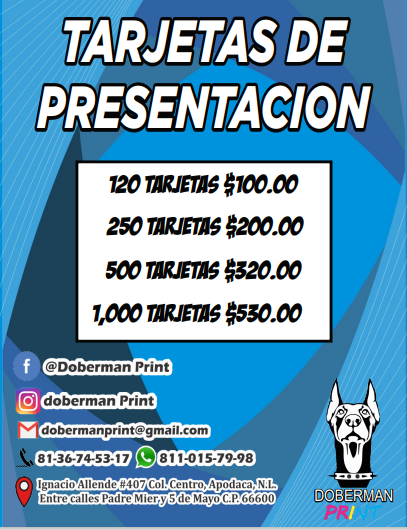 TARJETAS DE
PRESENTACION
120 TARJETAS $100.00
250 TARJETAS $200.00
500 TARJETAS $320.00
1,000 TARJETAS $530.00
f @Doberman Print
doberman Print
dobermanprint@gmail.com
81-36-74-53-17 811-015-79-98
Ignacio Allende #407 Col. Centro, Apodaca, N.L.
Entre calles Padre Mier,y 5 de Mayo C.P. 66600
DOBERMAN
PRINT